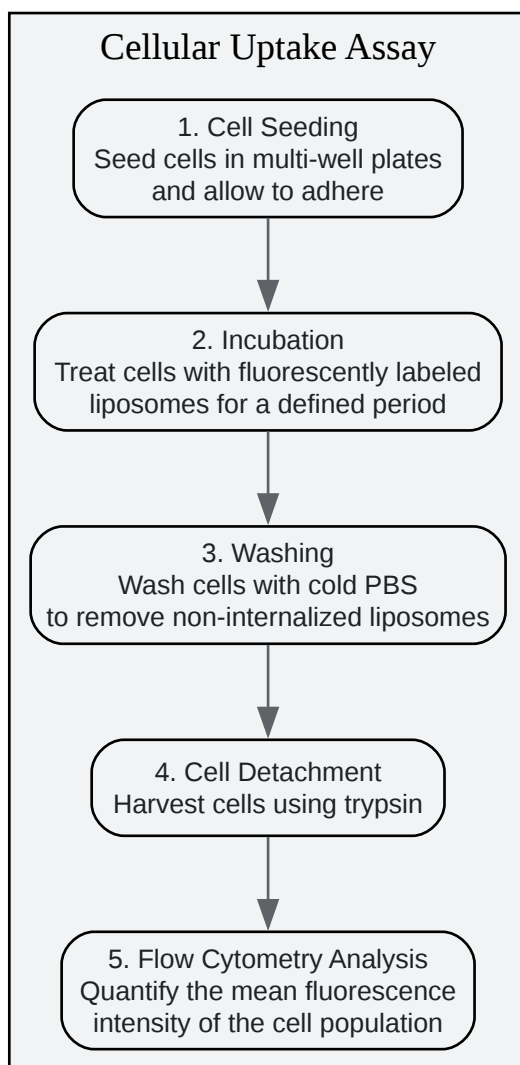 Cellular Uptake Assay
1. Cell Seeding
Seed cells in multi-well plates
and allow to adhere
2. Incubation
Treat cells with fluorescently labeled
liposomes for a defined period
3. Washing
Wash cells with cold PBS
to remove non-internalized liposomes
4. Cell Detachment
Harvest cells using trypsin
5. Flow Cytometry Analysis
Quantify the mean fluorescence
intensity of the cell population